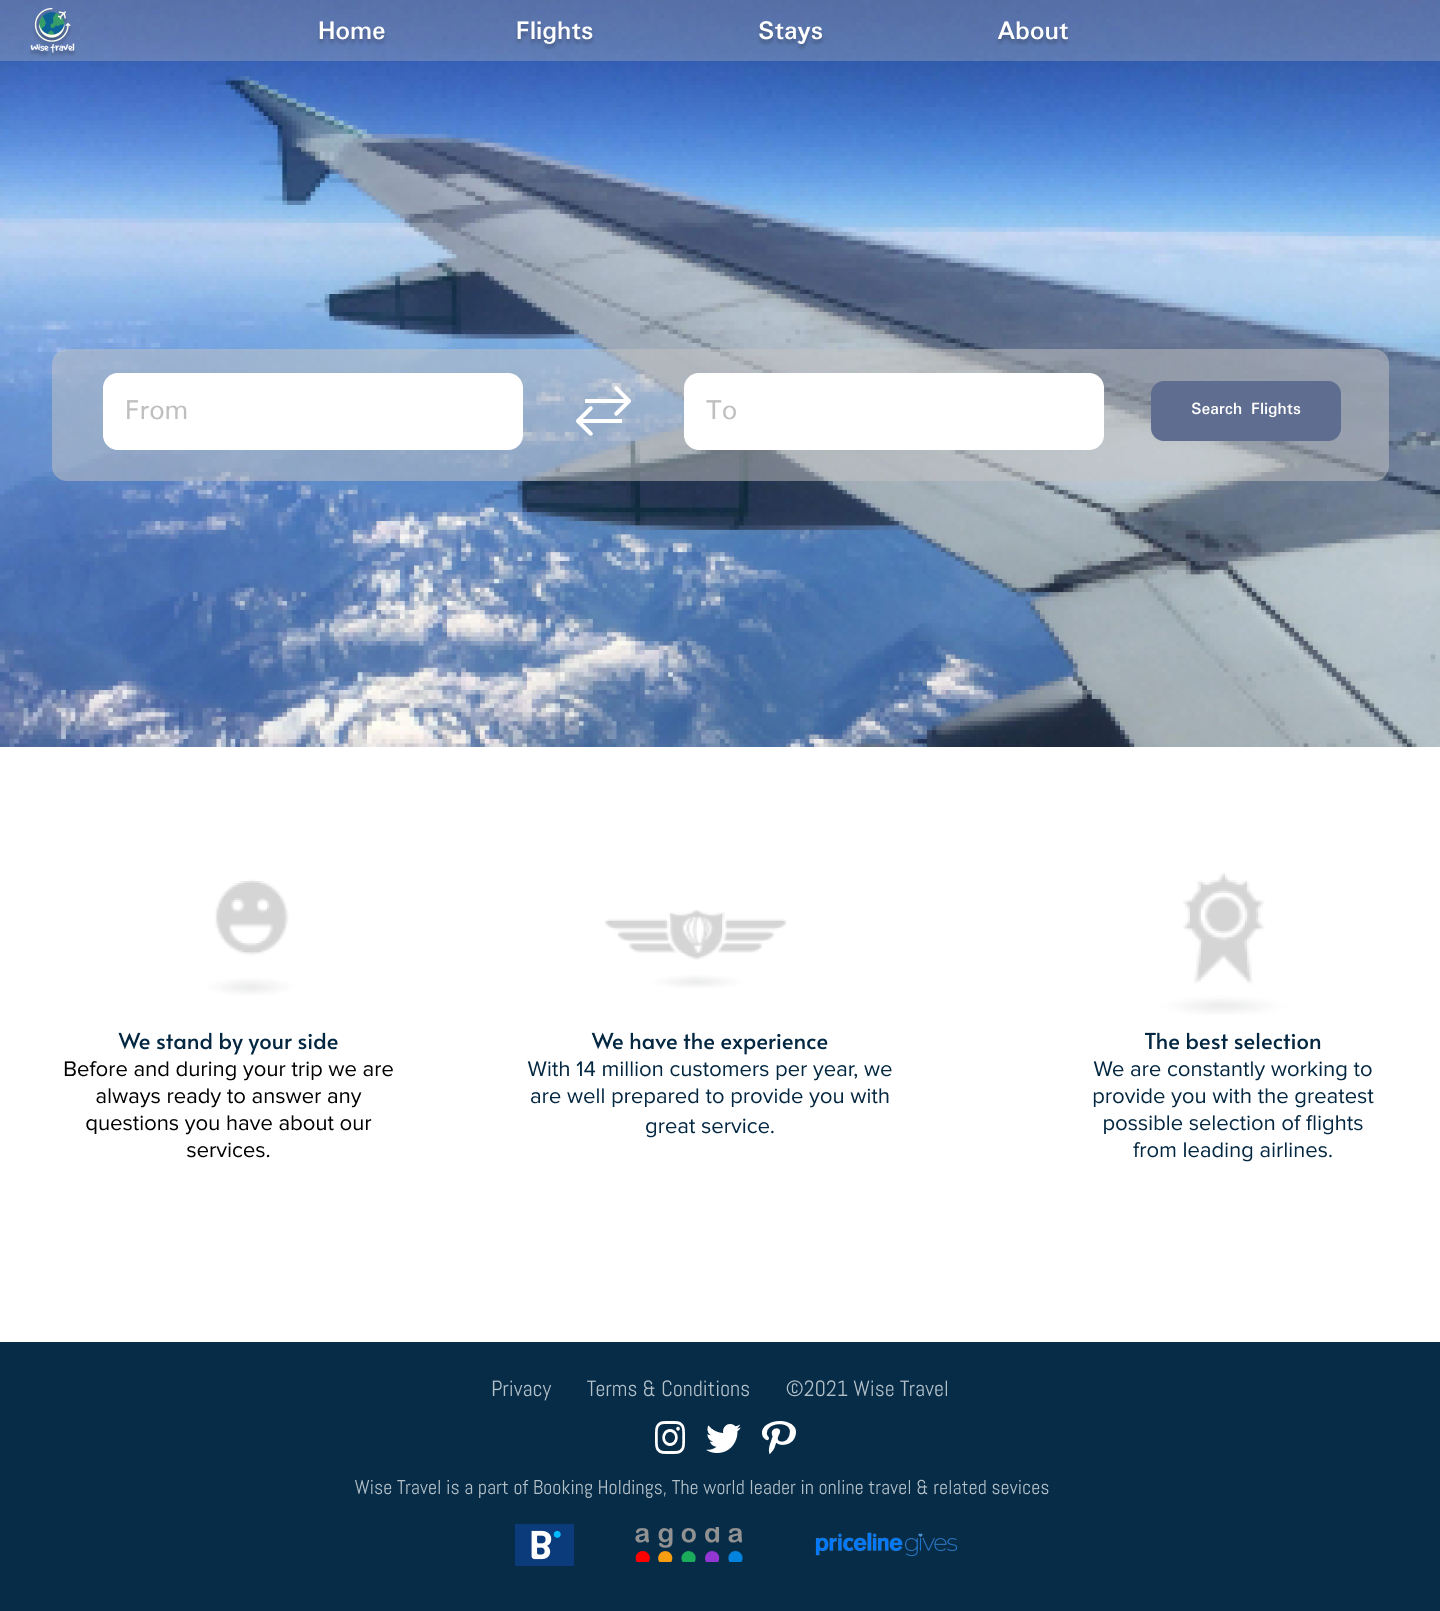 wise travel
Home Flights Stays About
From To Search Flights
We stand by your side
Before and during your trip we are
always ready to answer any
questions you have about our
services.
We have the experience
With 14 million customers per year, we
are well prepared to provide you with
great service.
The best selection
We are constantly working to
provide you with the greatest
possible selection of flights
from leading airlines.
Privacy Terms & Conditions ©2021 Wise Travel
Wise Travel is a part of Booking Holdings, The world leader in online travel & related sevices
B agoda pricelinegives